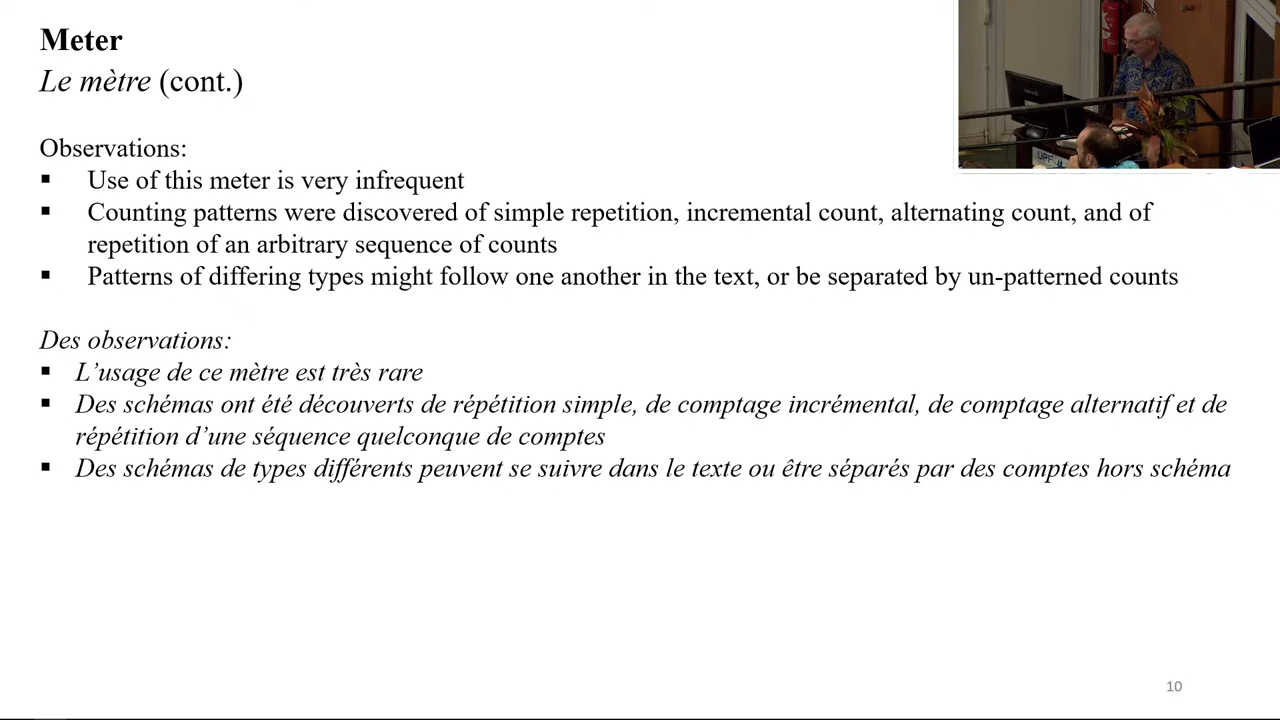 Meter
Le mètre (cont.)
Observations:
▪ Use of this meter is very infrequent
▪ Counting patterns were discovered of simple repetition, incremental count, alternating count, and of
repetition of an arbitrary sequence of counts
▪ Patterns of differing types might follow one another in the text, or be separated by un-patterned counts
Des observations:
▪ L’usage de ce mètre est très rare
▪ Des schémas ont été découverts de répétition simple, de comptage incrémental, de comptage alternatif et de
répétition d’une séquence quelconque de comptes
▪ Des schémas de types différents peuvent se suivre dans le texte ou être séparés par des comptes hors schéma
10